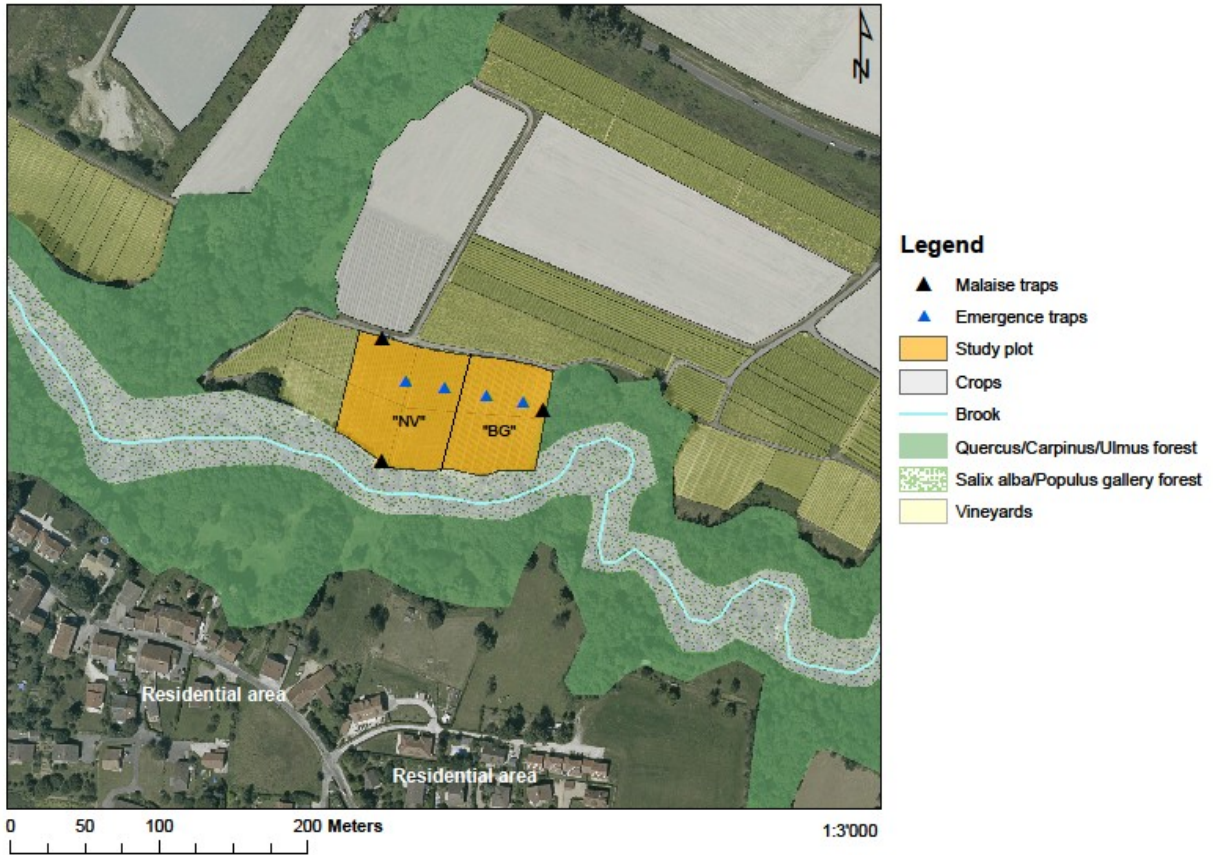 N
"NV"
"BG"
Residential area
Residential area
0 50 100 200 Meters
1:3'000
Legend
Malaise traps
Emergence traps
Study plot
Crops
Brook
Quercus/Carpinus/Ulmus forest
Salix alba/Populus gallery forest
Vineyards